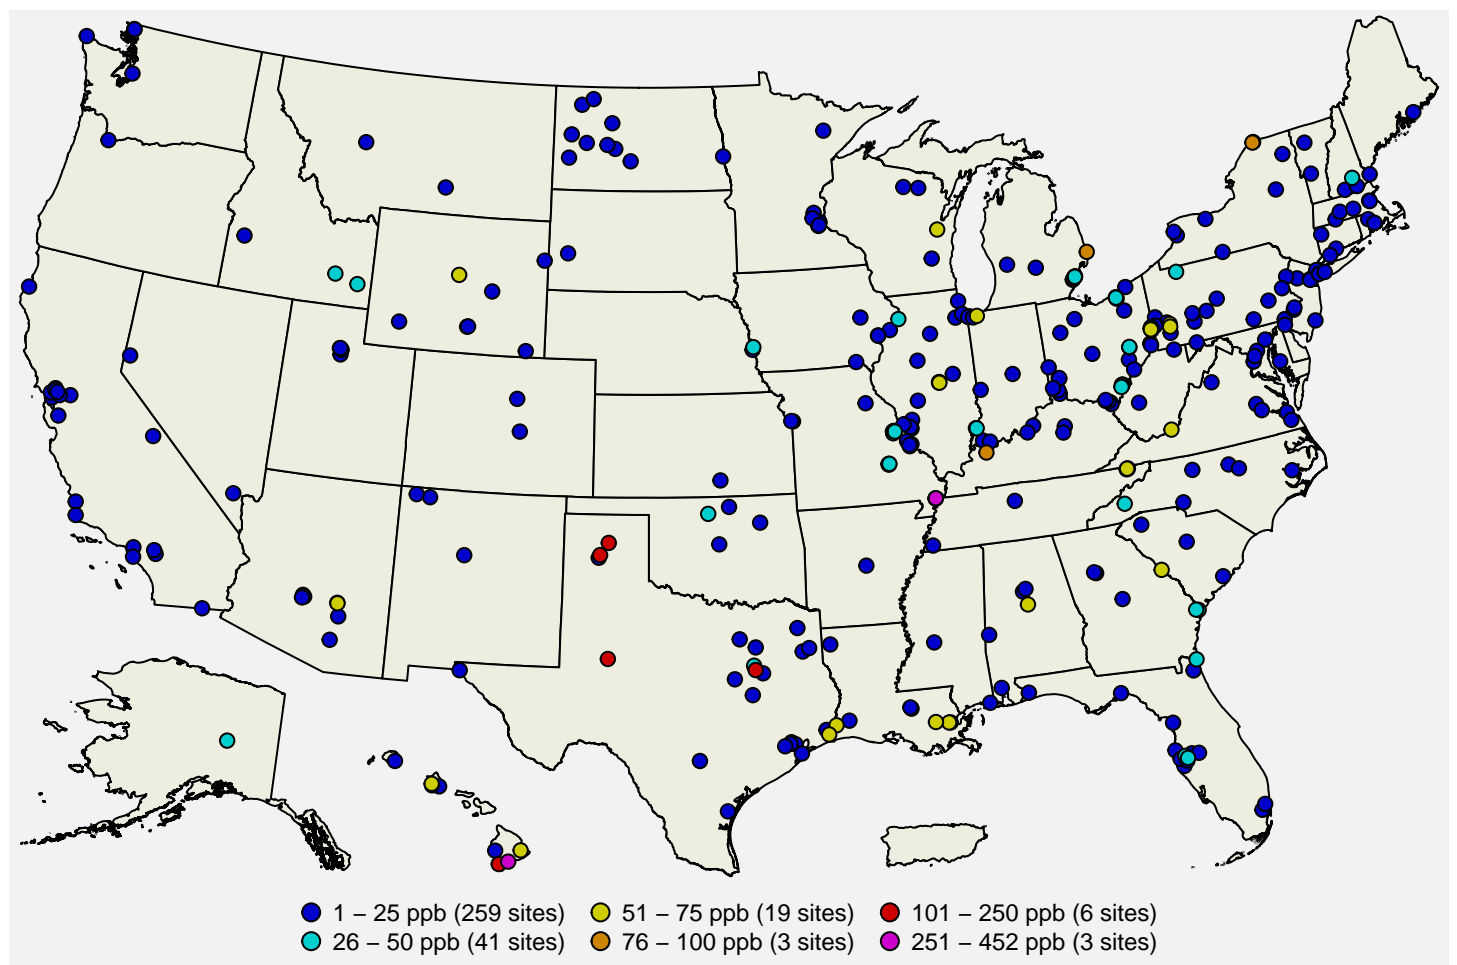 1 – 25 ppb (259 sites) 51 – 75 ppb (19 sites) 101 – 250 ppb (6 sites)
26 – 50 ppb (41 sites) 76 – 100 ppb (3 sites) 251 – 452 ppb (3 sites)